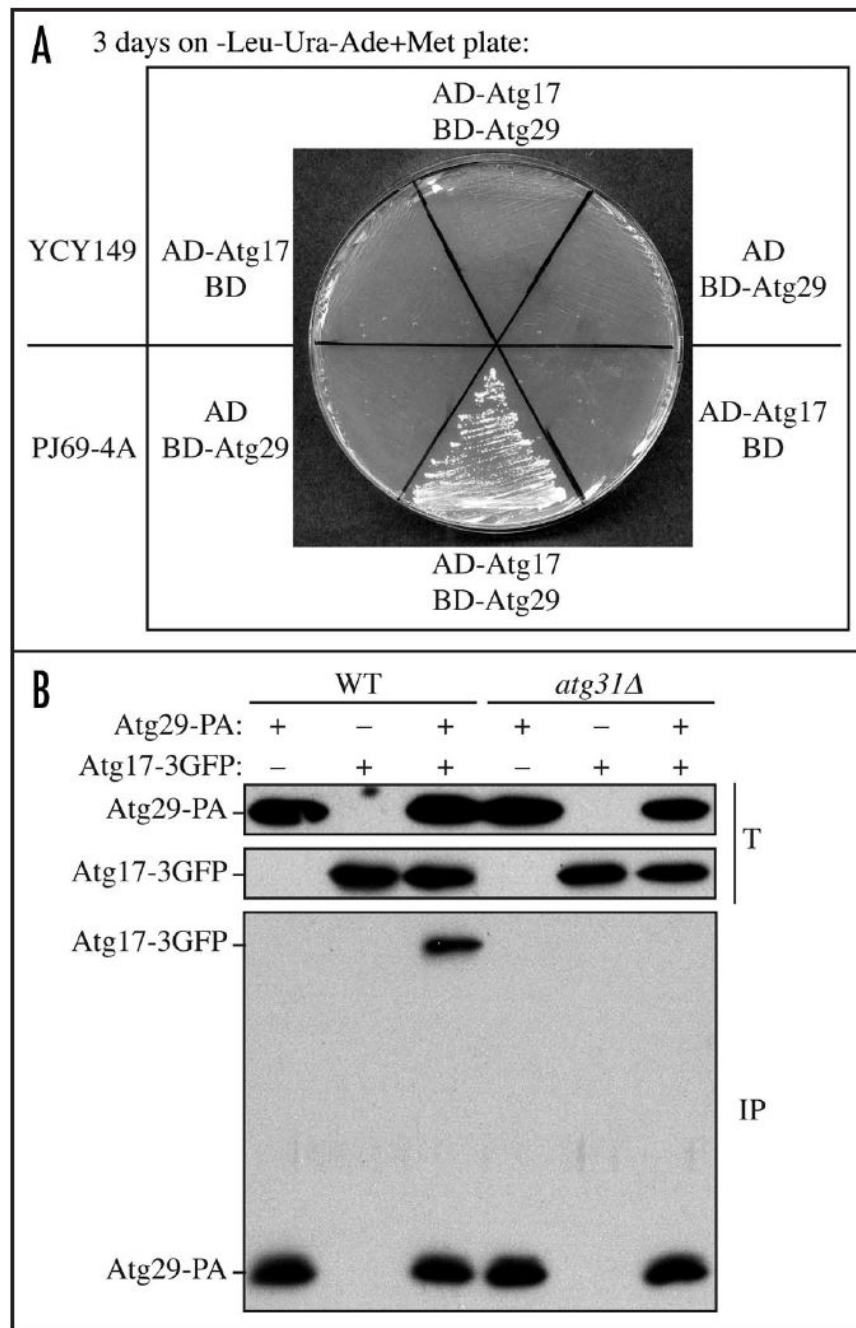 A 3 days on -Leu-Ura-Ade+Met plate:
AD-Atg17
BD-Atg29
YCY149
AD-Atg17
BD
AD
BD-Atg29
PJ69-4A
AD
BD-Atg29
AD-Atg17
BD
AD-Atg17
BD-Atg29
B
WT atg31Δ
Atg29-PA: + – + + – +
Atg17-3GFP: – + + – + +
Atg29-PA
T
Atg17-3GFP
Atg17-3GFP
IP
Atg29-PA